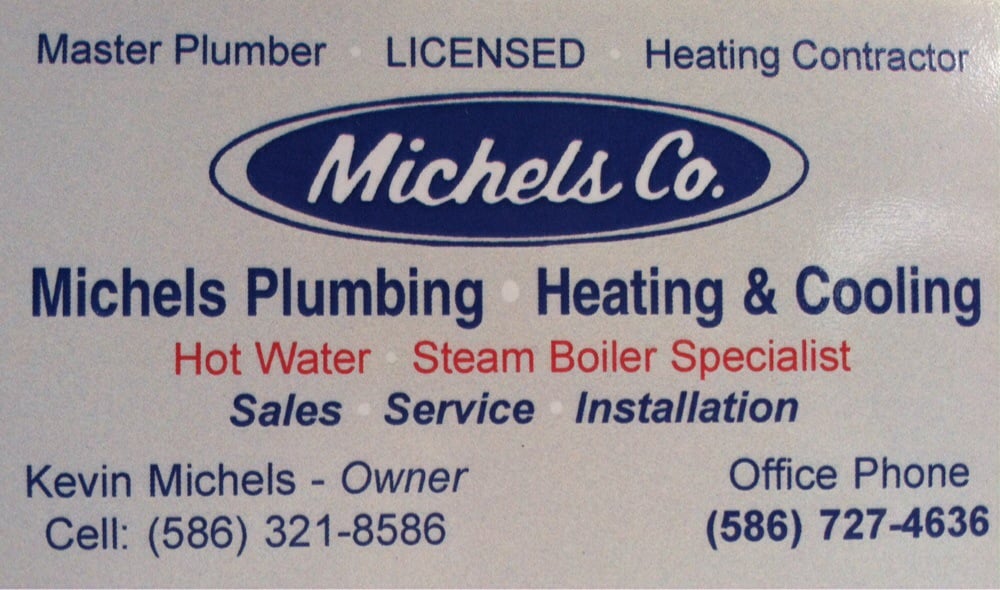 Master Plumber • LICENSED • Heating Contractor
Michels Co.
Michels Plumbing • Heating & Cooling
Hot Water • Steam Boiler Specialist
Sales • Service • Installation
Kevin Michels - Owner
Office Phone
Cell: (586) 321-8586
(586) 727-4636